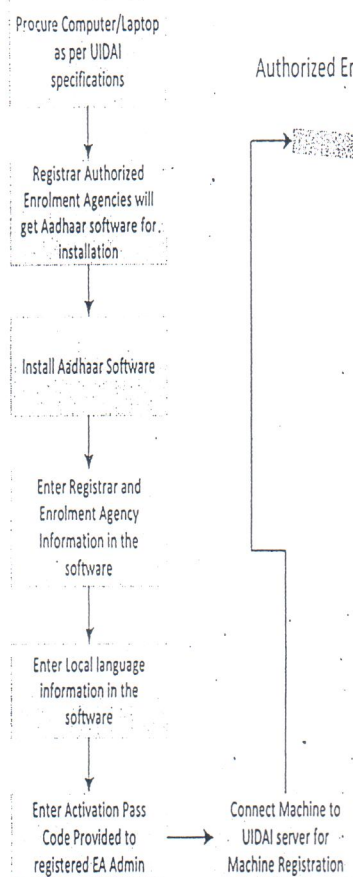 Procure Computer/Laptop
as per UIDAI
specifications
Registrar Authorized
Enrolment Agencies will
get Aadhaar software for
installation
Install Aadhaar Software
Enter Registrar and
Enrolment Agency
Information in the
software
Enter Local language
information in the
software
Enter Activation Pass
Code Provided to
registered EA Admin
Connect Machine to
UIDAI server for
Machine Registration
Authorized